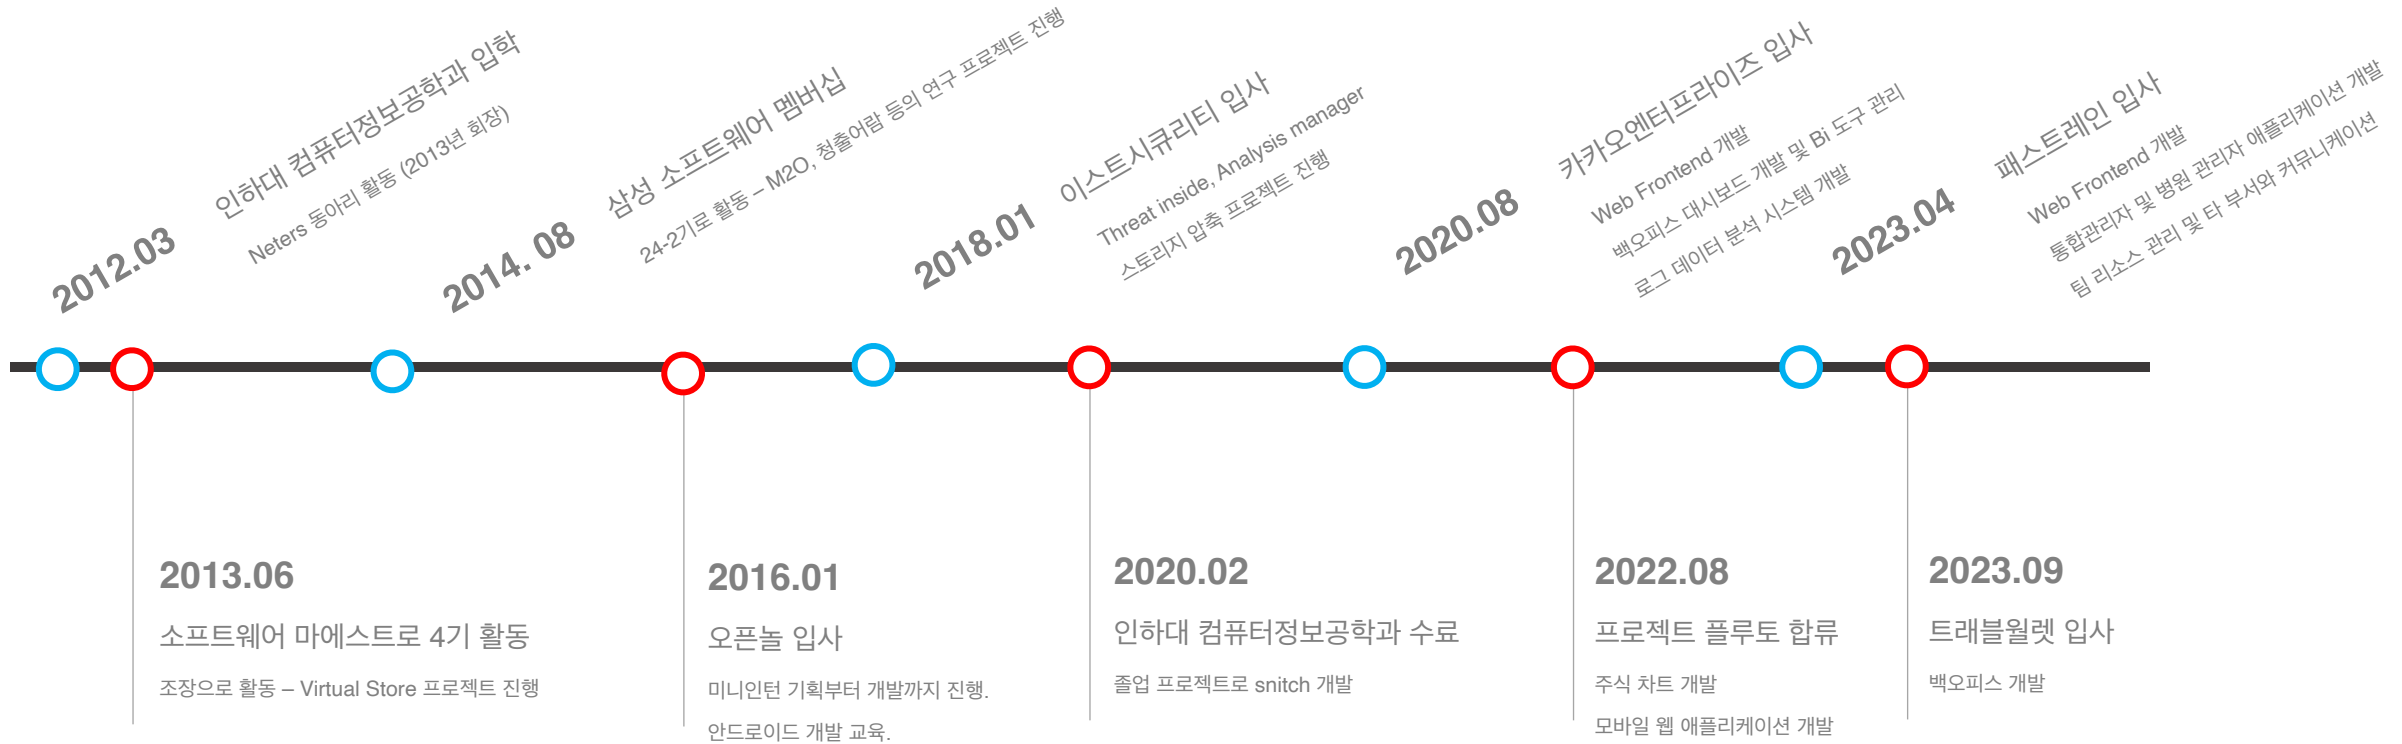 2012.03
인하대 컴퓨터정보공학과 입학
Neters 동아리 활동 (2013년 회장)
2014. 08
삼성 소프트웨어 멤버십
24-2기로 활동 – M2O, 청출어람 등의 연구 프로젝트 진행
2018.01
이스트시큐리티 입사
Threat inside, Analysis manager
스토리지 압축 프로젝트 진행
2020.08
카카오엔터프라이즈 입사
Web Frontend 개발
백오피스 대시보드 개발 및 Bi 도구 관리
로그 데이터 분석 시스템 개발
2023.04
패스트레인 입사
Web Frontend 개발
통합관리자 및 병원 관리자 애플리케이션 개발
팀 리소스 관리 및 타 부서와 커뮤니케이션
2013.06
소프트웨어 마에스트로 4기 활동
조장으로 활동 – Virtual Store 프로젝트 진행
2016.01
오픈놀 입사
미니인턴 기획부터 개발까지 진행.
안드로이드 개발 교육.
2020.02
인하대 컴퓨터정보공학과 수료
졸업 프로젝트로 snitch 개발
2022.08
프로젝트 플루토 합류
주식 차트 개발
모바일 웹 애플리케이션 개발
2023.09
트래블월렛 입사
백오피스 개발